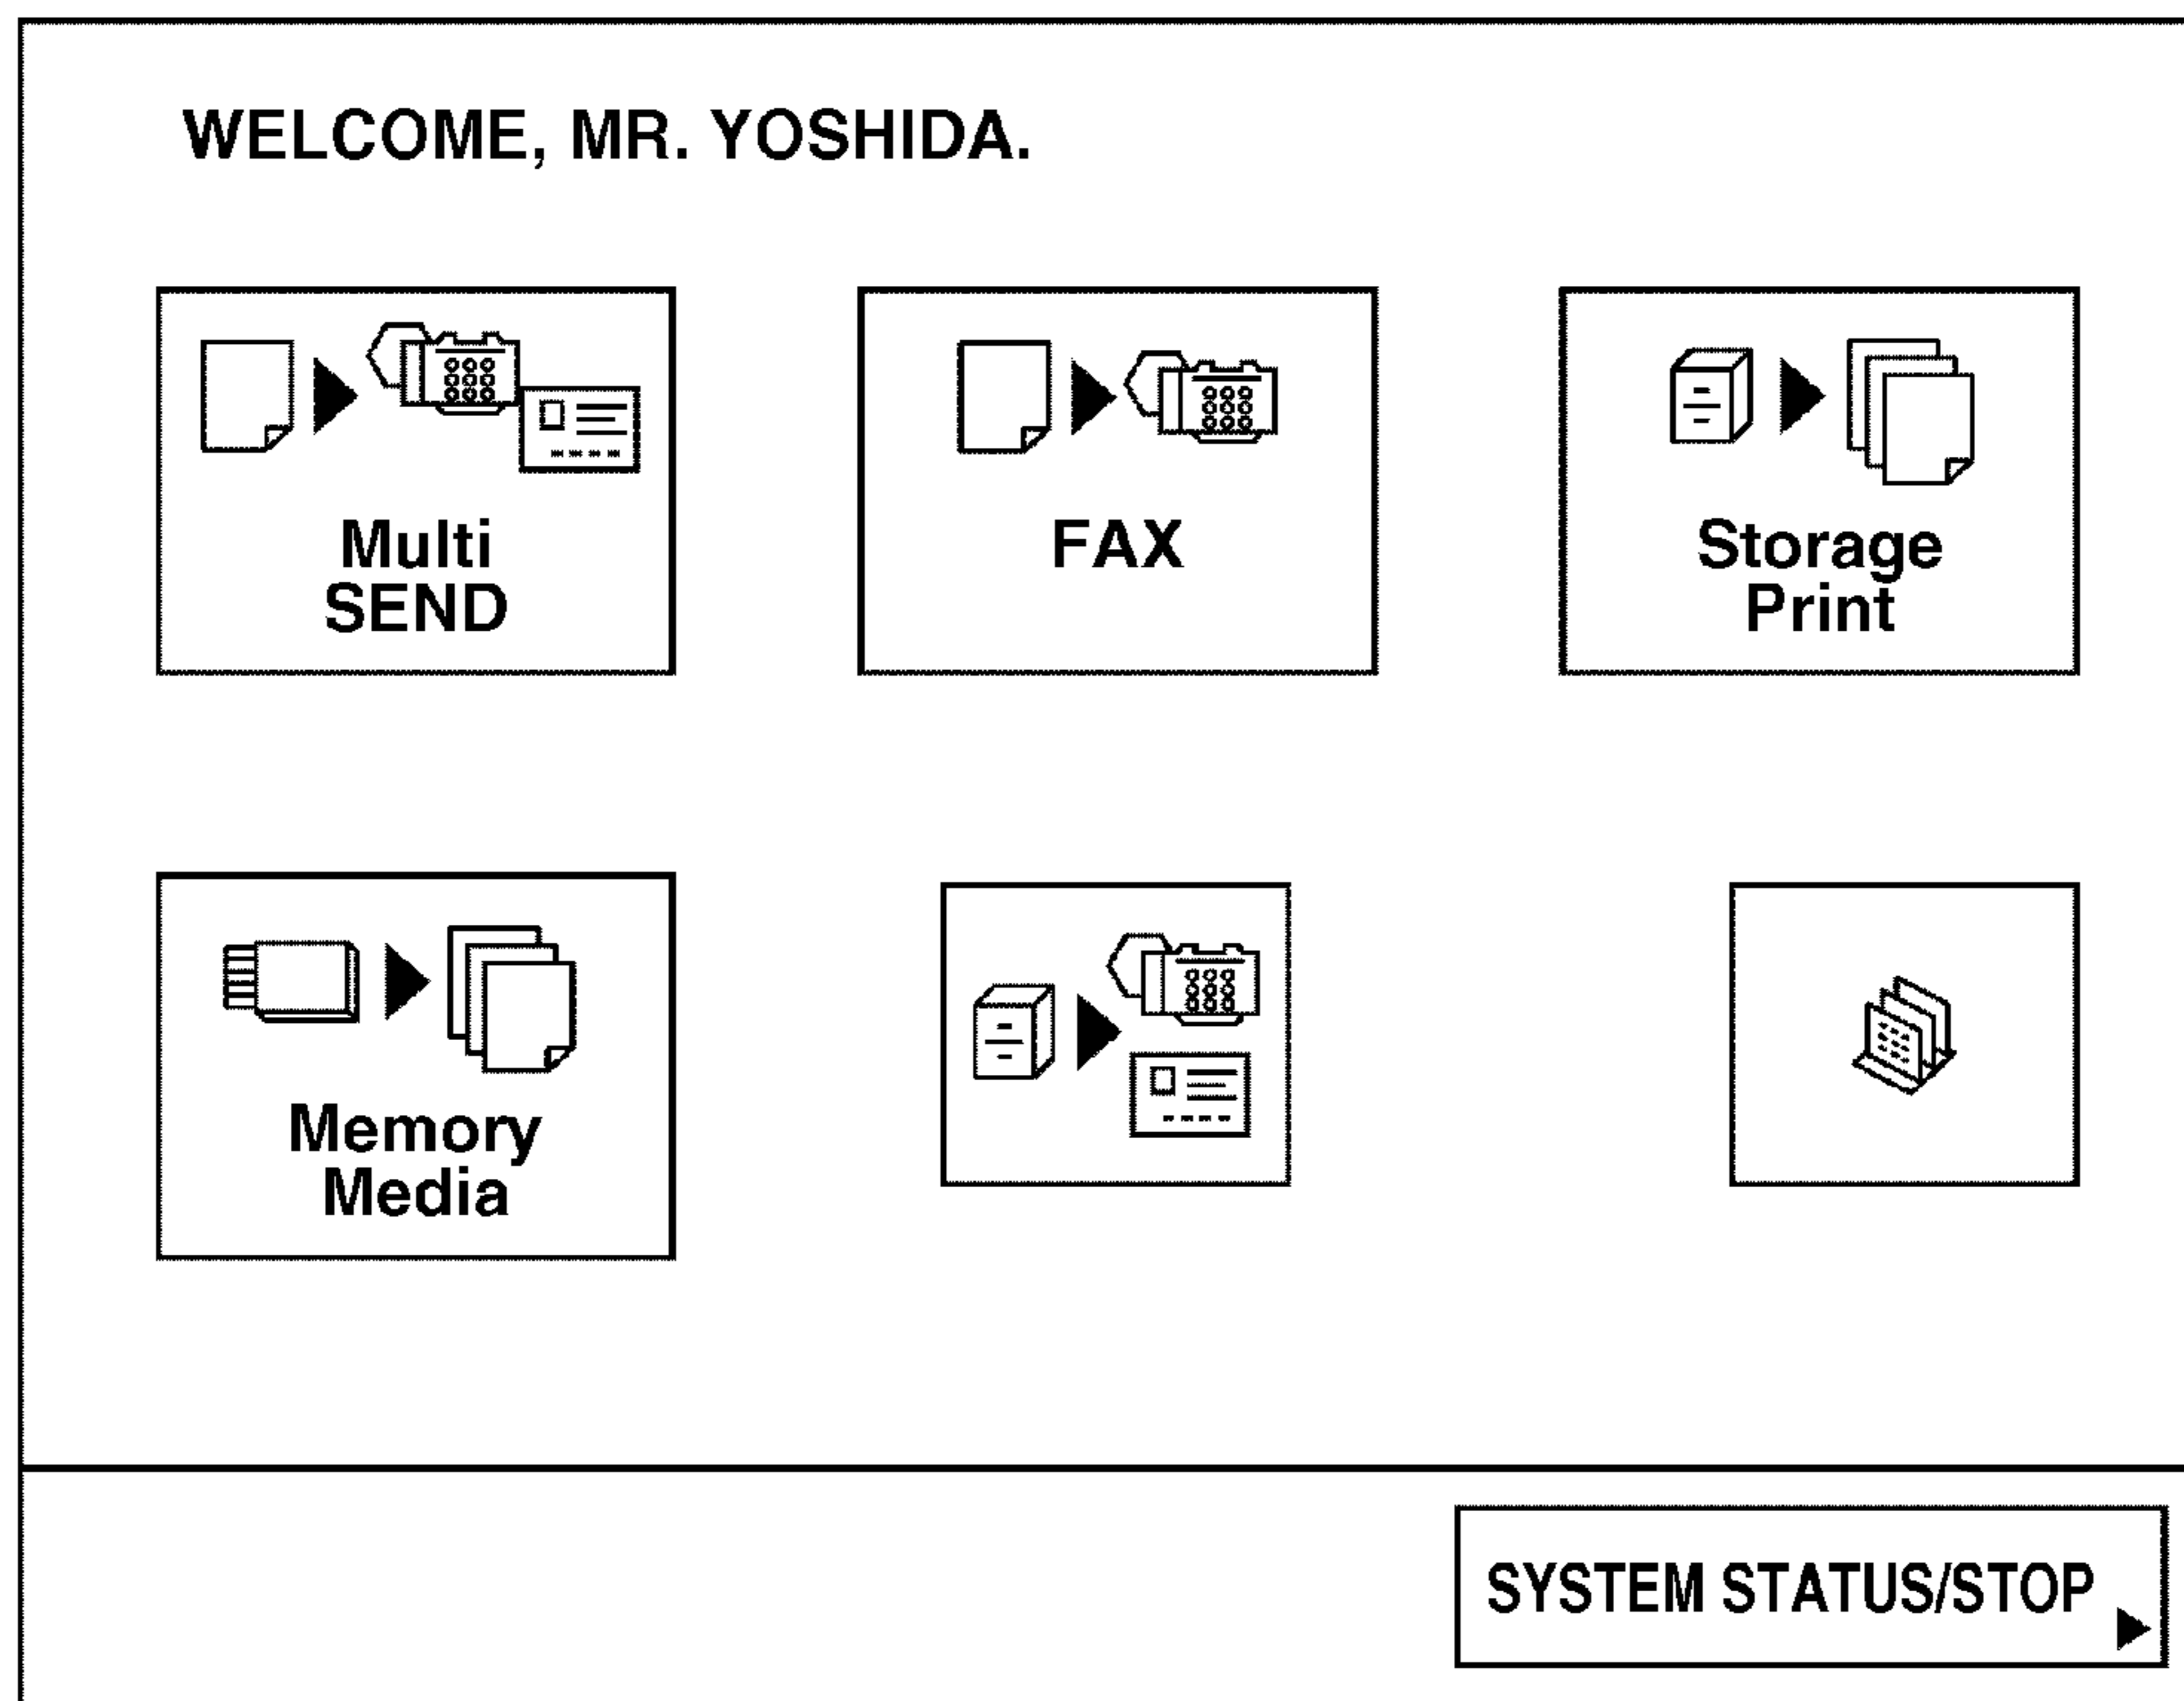 WELCOME, MR. YOSHIDA.
Multi
SEND
FAX
Storage
Print
Memory
Media
SYSTEM STATUS/STOP